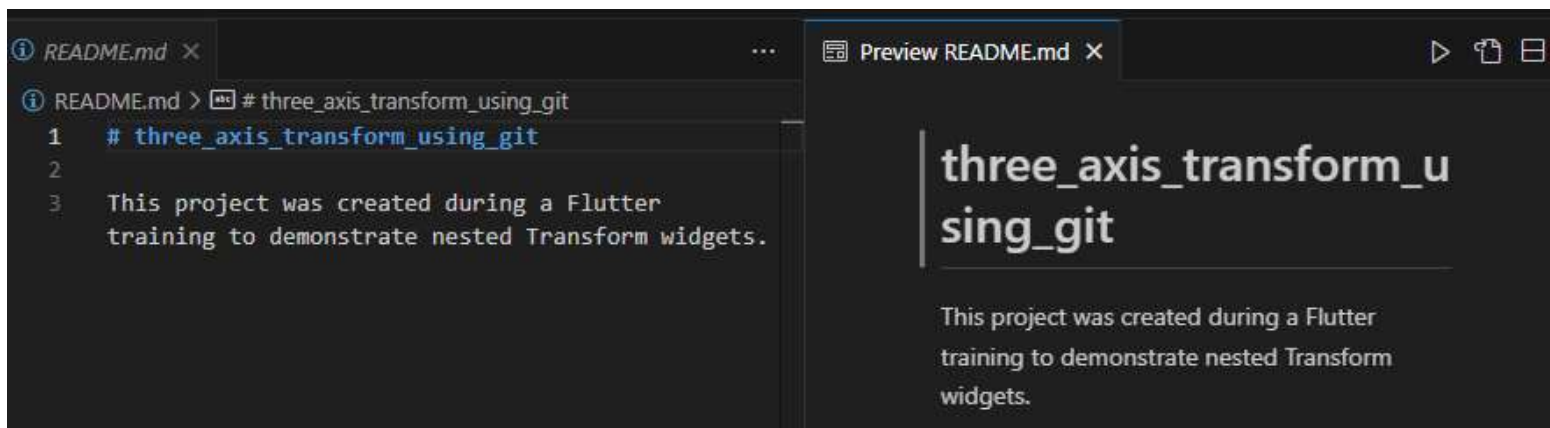 README.md
README.md > # three_axis_transform_using_git
1 # three_axis_transform_using_git
2
3 This project was created during a Flutter
training to demonstrate nested Transform widgets.
Preview README.md
three_axis_transform_u
sing_git
This project was created during a Flutter
training to demonstrate nested Transform
widgets.